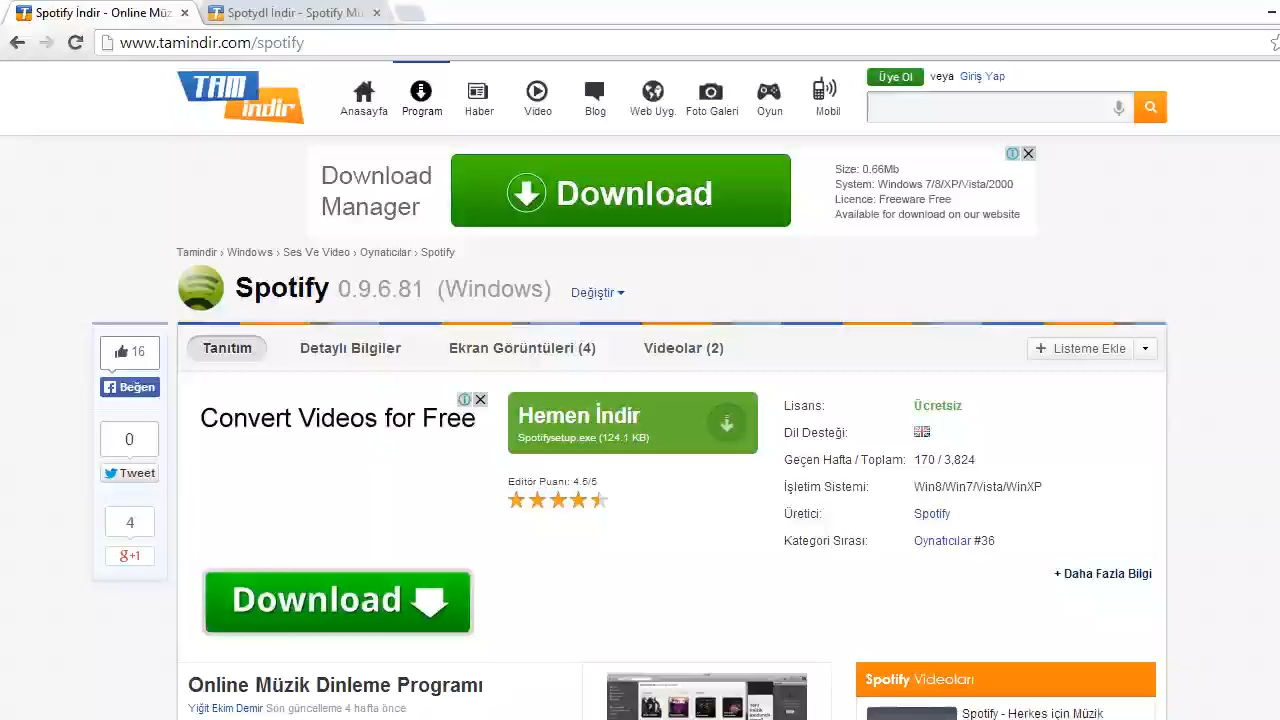 Spotify İndir - Online Müz
Spotydl İndir - Spotify Mü
www.tamindir.com/spotify
TAM
indir
Anasayfa
Program
Haber
Video
Blog
Web Uyg.
Foto Galeri
Oyun
Mobil
Üye Ol veya Giriş Yap
Download
Manager
Download
Size: 0.66Mb
System: Windows 7/8/XP/Vista/2000
Licence: Freeware Free
Available for download on our website
Tamindir › Windows › Ses Ve Video › Oynatıcılar › Spotify
Spotify 0.9.6.81 (Windows) Değiştir
16
Beğen
0
Tweet
4
g+1
Tanıtım
Detaylı Bilgiler
Ekran Görüntüleri (4)
Videolar (2)
+ Listeme Ekle
Convert Videos for Free
Download
Hemen İndir
Spotifysetup.exe (124.1 KB)
Editör Puanı: 4.5/5
Lisans: Ücretsiz
Dil Desteği:
Geçen Hafta / Toplam: 170 / 3,824
İşletim Sistemi: Win8/Win7/Vista/WinXP
Üretici: Spotify
Kategori Sırası: Oynatıcılar #36
+ Daha Fazla Bilgi
Online Müzik Dinleme Programı
Yiğit Ekim Demir Son güncelleme 4 hafta önce
Spotify Videoları
Spotify - Herkes için Müzik